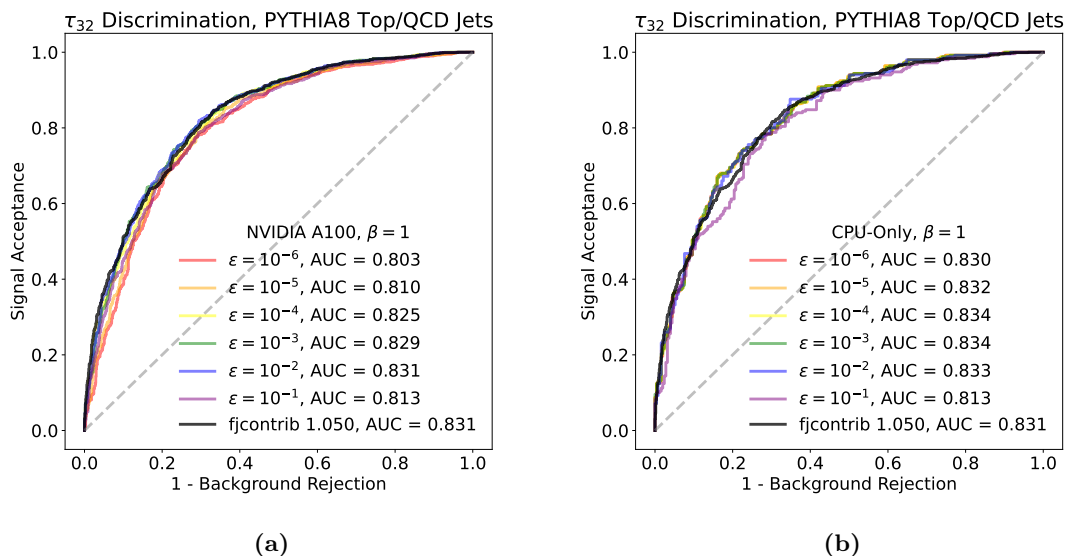 τ32 Discrimination, PYTHIA8 Top/QCD Jets
1.0
0.8
0.6
0.4
0.2
0.0
Signal Acceptance
NVIDIA A100, β = 1
ε = 10⁻⁶, AUC = 0.803
ε = 10⁻⁵, AUC = 0.810
ε = 10⁻⁴, AUC = 0.825
ε = 10⁻³, AUC = 0.829
ε = 10⁻², AUC = 0.831
ε = 10⁻¹, AUC = 0.813
fjcontrib 1.050, AUC = 0.831
0.0 0.2 0.4 0.6 0.8 1.0
1 - Background Rejection
(a)
τ32 Discrimination, PYTHIA8 Top/QCD Jets
1.0
0.8
0.6
0.4
0.2
0.0
Signal Acceptance
CPU-Only, β = 1
ε = 10⁻⁶, AUC = 0.830
ε = 10⁻⁵, AUC = 0.832
ε = 10⁻⁴, AUC = 0.834
ε = 10⁻³, AUC = 0.834
ε = 10⁻², AUC = 0.833
ε = 10⁻¹, AUC = 0.813
fjcontrib 1.050, AUC = 0.831
0.0 0.2 0.4 0.6 0.8 1.0
1 - Background Rejection
(b)